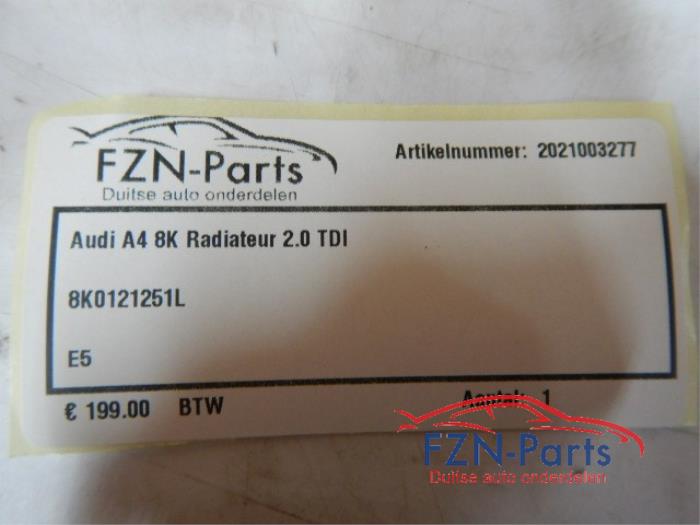 FZN-Parts
Duitse auto onderdelen
Artikelnummer: 2021003277
Audi A4 8K Radiateur 2.0 TDI
8K0121251L
E5
€ 199.00 BTW
Aantal: 1
FZN-Parts
Duitse auto onderdelen